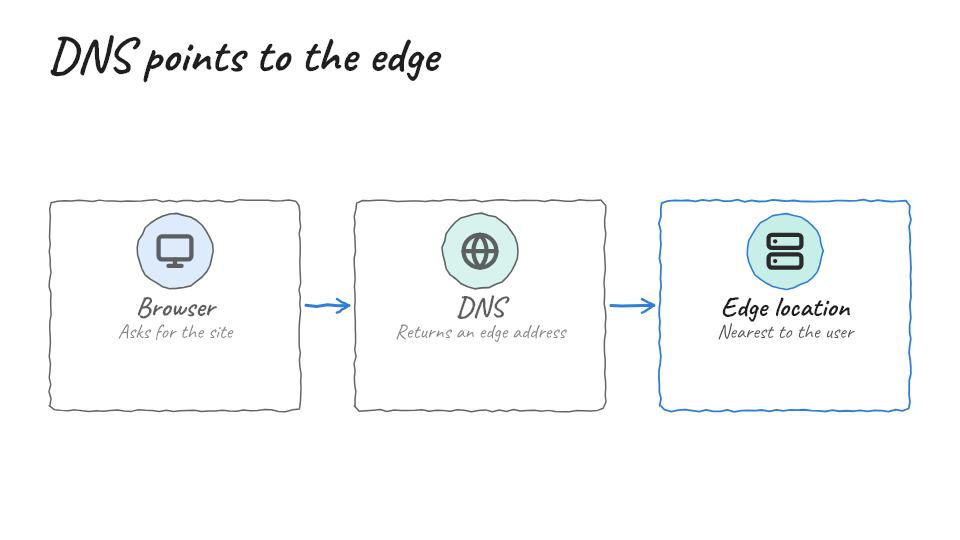 DNS points to the edge
Browser
Asks for the site
DNS
Returns an edge address
Edge location
Nearest to the user